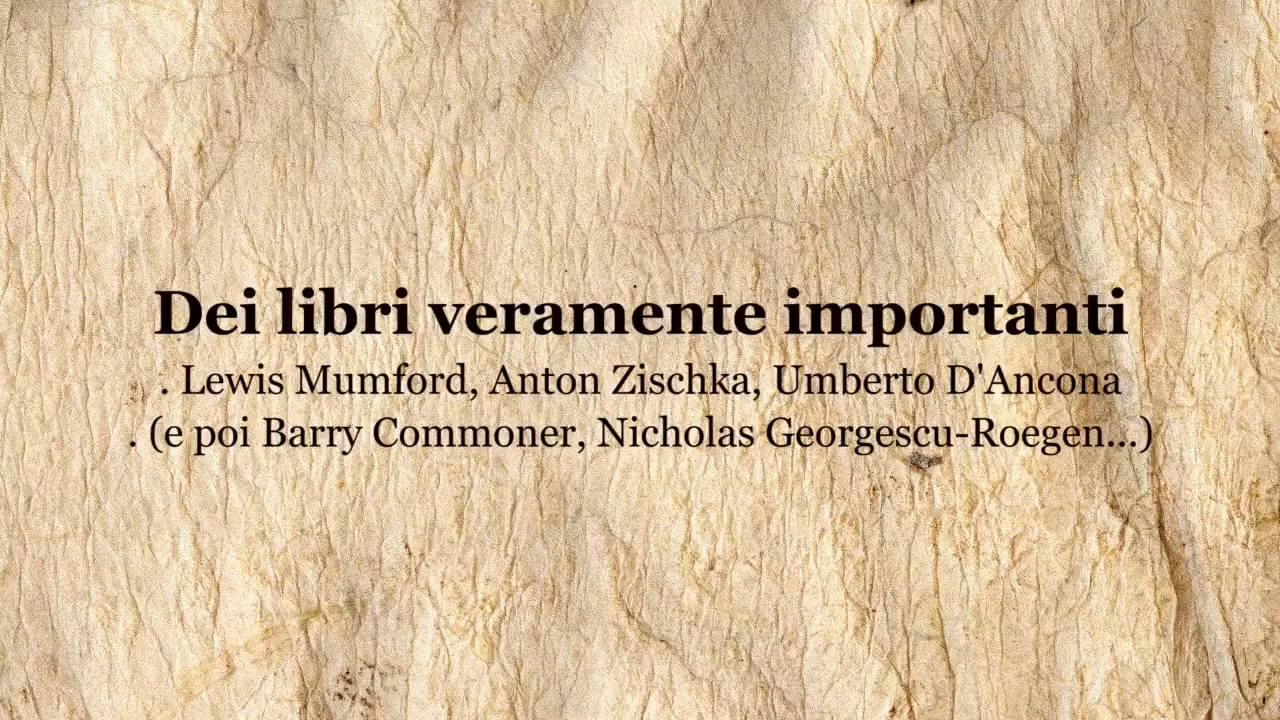 Dei libri veramente importanti
. Lewis Mumford, Anton Zischka, Umberto D'Ancona
. (e poi Barry Commoner, Nicholas Georgescu-Roegen...)